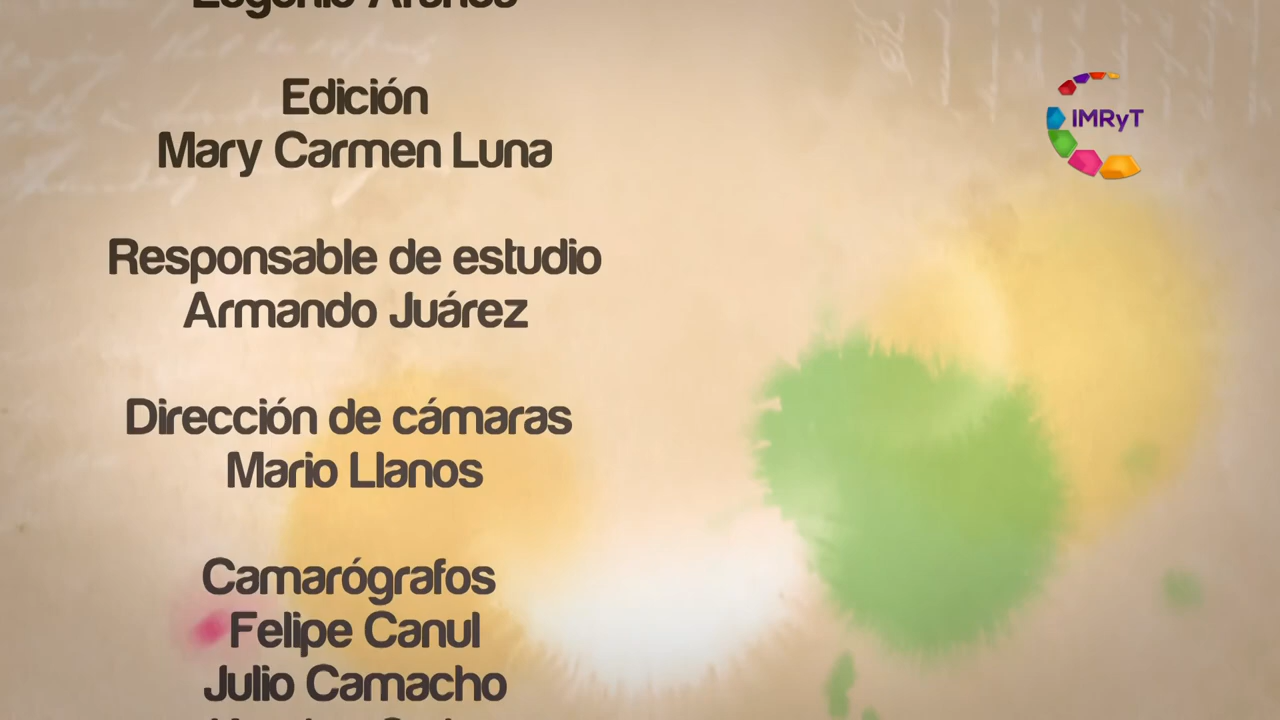 Edición
Mary Carmen Luna
Responsable de estudio
Armando Juárez
Dirección de cámaras
Mario Llanos
Camarógrafos
Felipe Canul
Julio Camacho
IMRyT